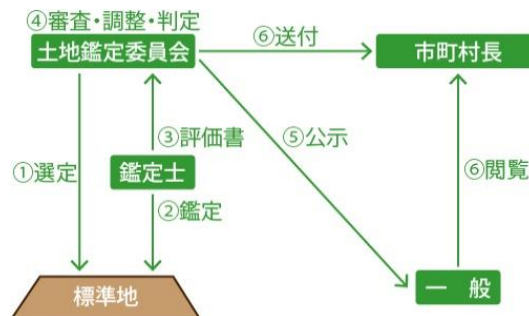 ④審査・調整・判定
土地鑑定委員会
⑥送付
市町村長
③評価書
⑤公示
①選定
鑑定士
⑥閲覧
②鑑定
標準地
一　般